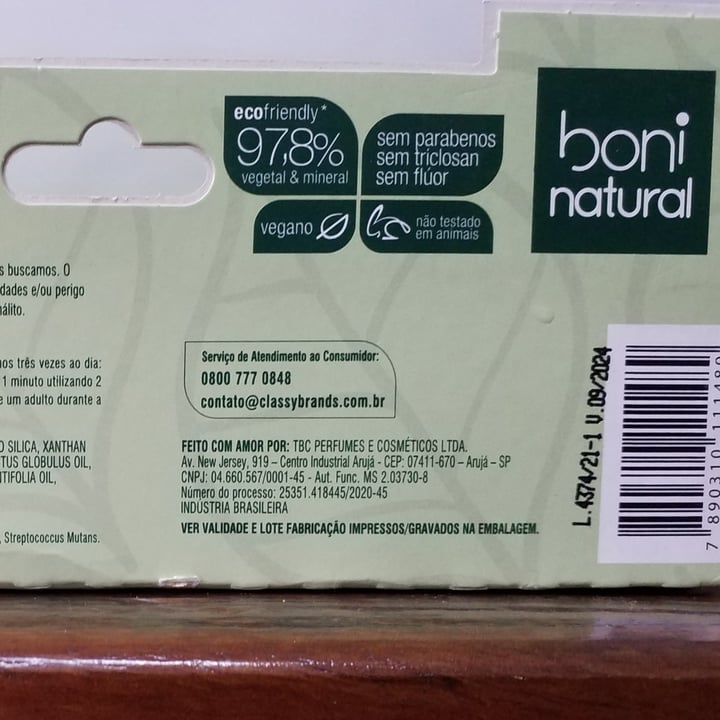 ecofriendly*
97,8%
vegetal & mineral
sem parabenos
sem triclosan
sem flúor
vegano
não testado
em animais
boni
natural
s buscamos. O
dades e/ou perigo
hálito.
nos três vezes ao dia:
1 minuto utilizando 2
e um adulto durante a
O SILICA, XANTHAN
TUS GLOBULUS OIL,
TIFOLIA OIL,
, Streptococcus Mutans.
Serviço de Atendimento ao Consumidor:
0800 777 0848
contato@classybrands.com.br
FEITO COM AMOR POR: TBC PERFUMES E COSMÉTICOS LTDA.
Av. New Jersey, 919 – Centro Industrial Arujá - CEP: 07411-670 – Arujá – SP
CNPJ: 04.660.567/0001-45 - Aut. Func. MS 2.03730-8
Número do processo: 25351.418445/2020-45
INDÚSTRIA BRASILEIRA
VER VALIDADE E LOTE FABRICAÇÃO IMPRESSOS/GRAVADOS NA EMBALAGEM.
L.4374/21-1 V.09/2024
7 890310 111480